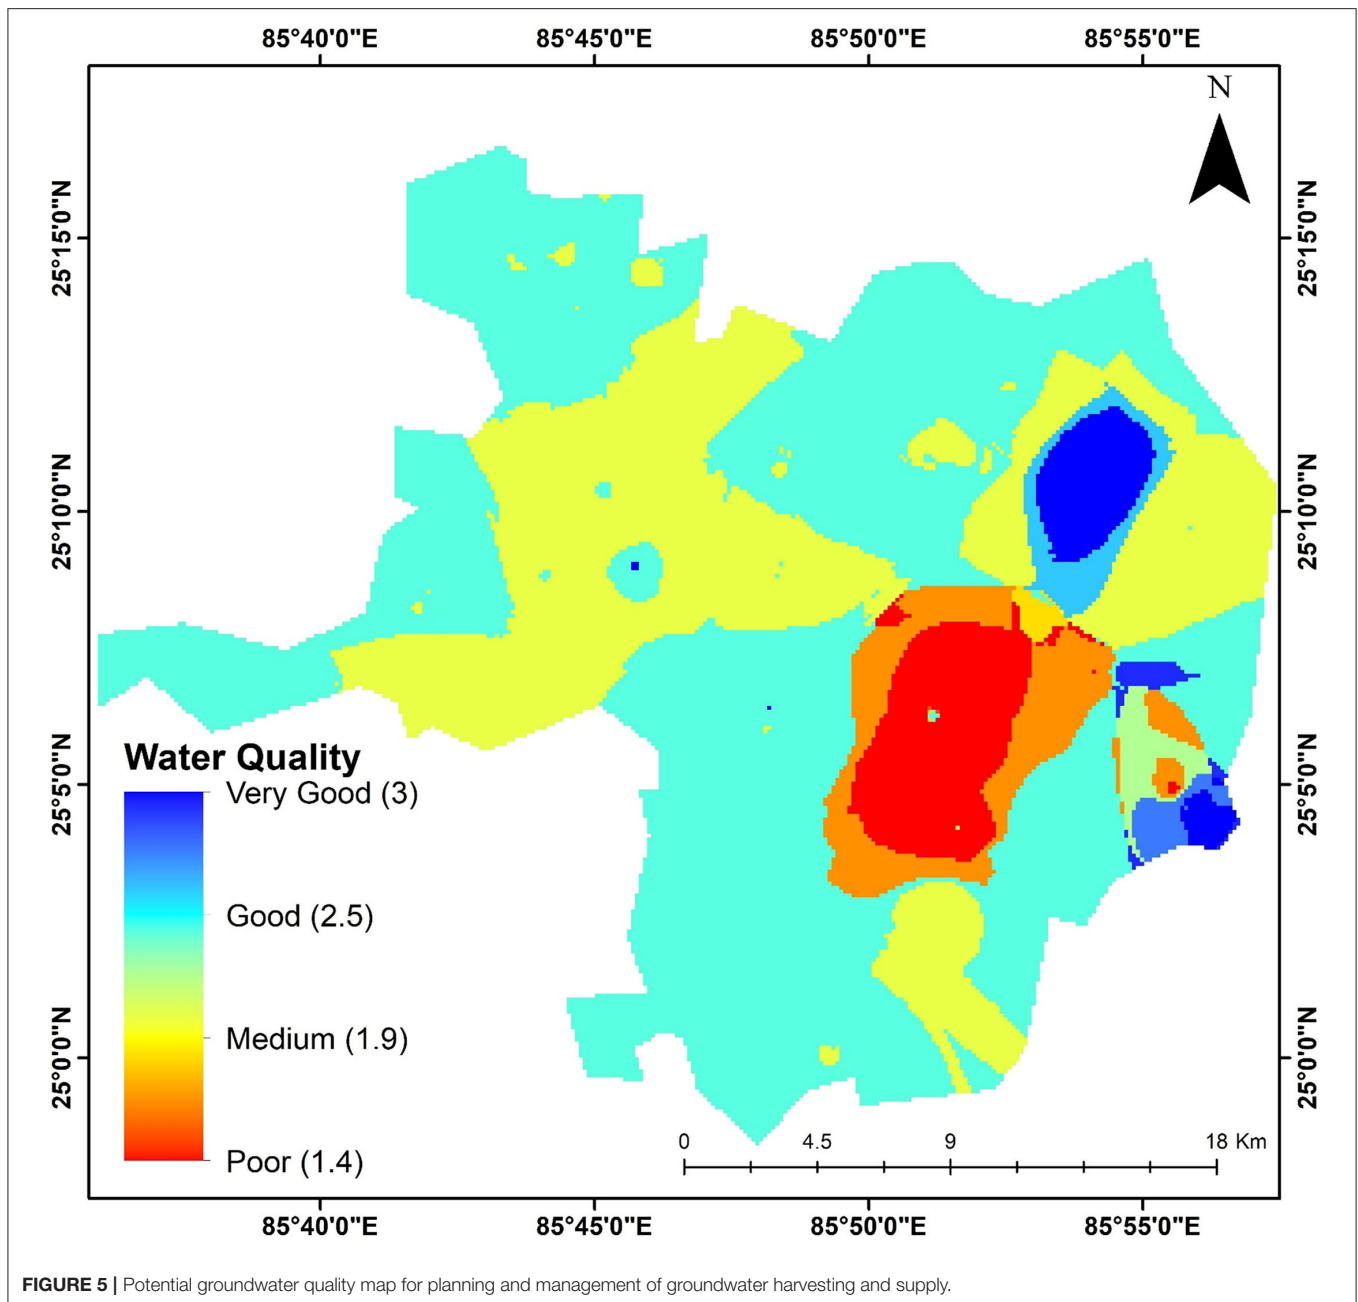 85°40'0"E 85°45'0"E 85°50'0"E 85°55'0"E
N
25°15'0"N 25°15'0"N
25°10'0"N 25°10'0"N
25°5'0"N 25°5'0"N
25°0'0"N 25°0'0"N
Water Quality
Very Good (3)
Good (2.5)
Medium (1.9)
Poor (1.4)
0 4.5 9 18 Km
85°40'0"E 85°45'0"E 85°50'0"E 85°55'0"E
FIGURE 5 | Potential groundwater quality map for planning and management of groundwater harvesting and supply.